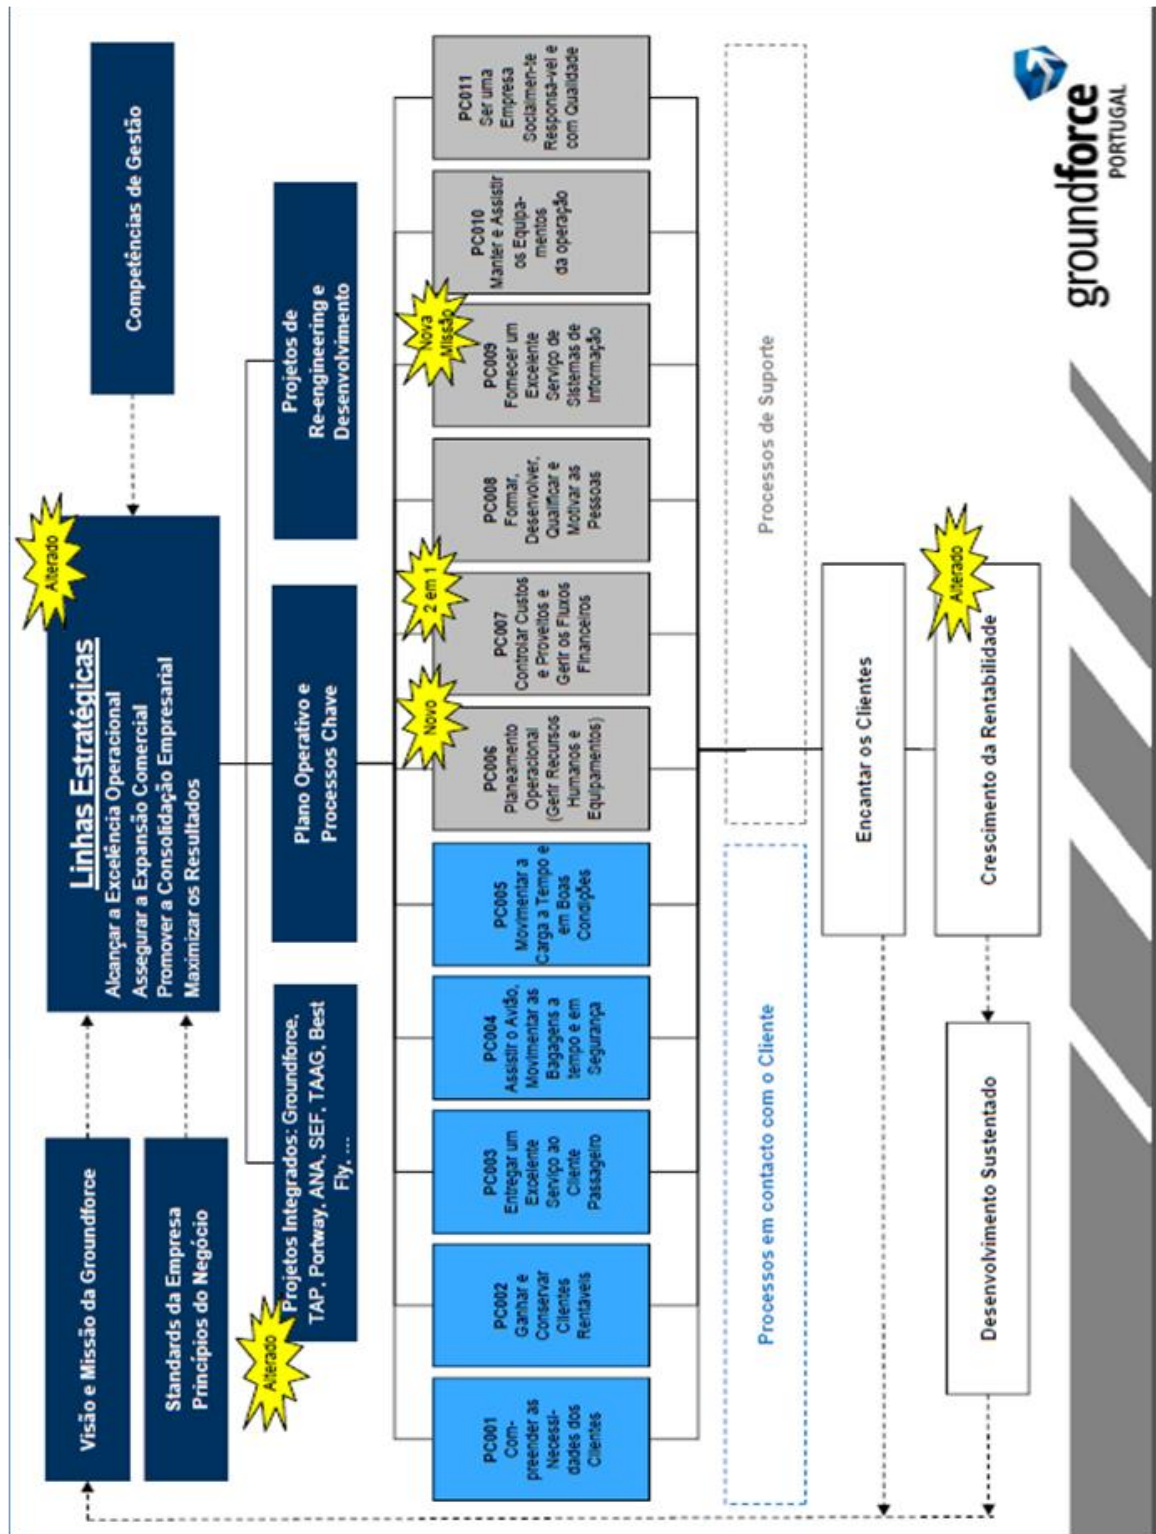 Visão e Missão da Groundforce
Standards da Empresa
Princípios do Negócio
Linhas Estratégicas
Alcançar a Excelência Operacional
Assegurar a Expansão Comercial
Promover a Consolidação Empresarial
Maximizar os Resultados
Alterado
Competências de Gestão
Alterado
Projetos Integrados: Groundforce,
TAP, Portway, ANA, SEF, TAAG, Best
Fly, ...
Plano Operativo e
Processos Chave
Projetos de
Re-engineering e
Desenvolvimento
PC001
Com-
preender as
Necessi-
dades dos
Clientes
PC002
Ganhar e
Conservar
Clientes
Rentáveis
PC003
Entregar um
Excelente
Serviço ao
Cliente
Passageiro
PC004
Assistir o Avião,
Movimentar as
Bagagens a
tempo e em
Segurança
PC005
Movimentar a
Carga a Tempo e
em Boas
Condições
Novo
PC006
Planeamento
Operacional
(Gerir Recursos
Humanos e
Equipamentos)
2 em 1
PC007
Controlar Custos
e Proveitos e
Gerir os Fluxos
Financeiros
PC008
Formar,
Desenvolver,
Qualificar e
Motivar as
Pessoas
Nova
Missão
PC009
Fornecer um
Excelente
Serviço de
Sistemas de
Informação
PC010
Manter e Assistir
os Equipa-
mentos
da operação
PC011
Ser uma
Empresa
Socialmen-te
Responsá-vel e
com Qualidade
Processos em contacto com o Cliente
Processos de Suporte
Encantar os Clientes
Desenvolvimento Sustentado
Crescimento da Rentabilidade
Alterado
groundforce
PORTUGAL